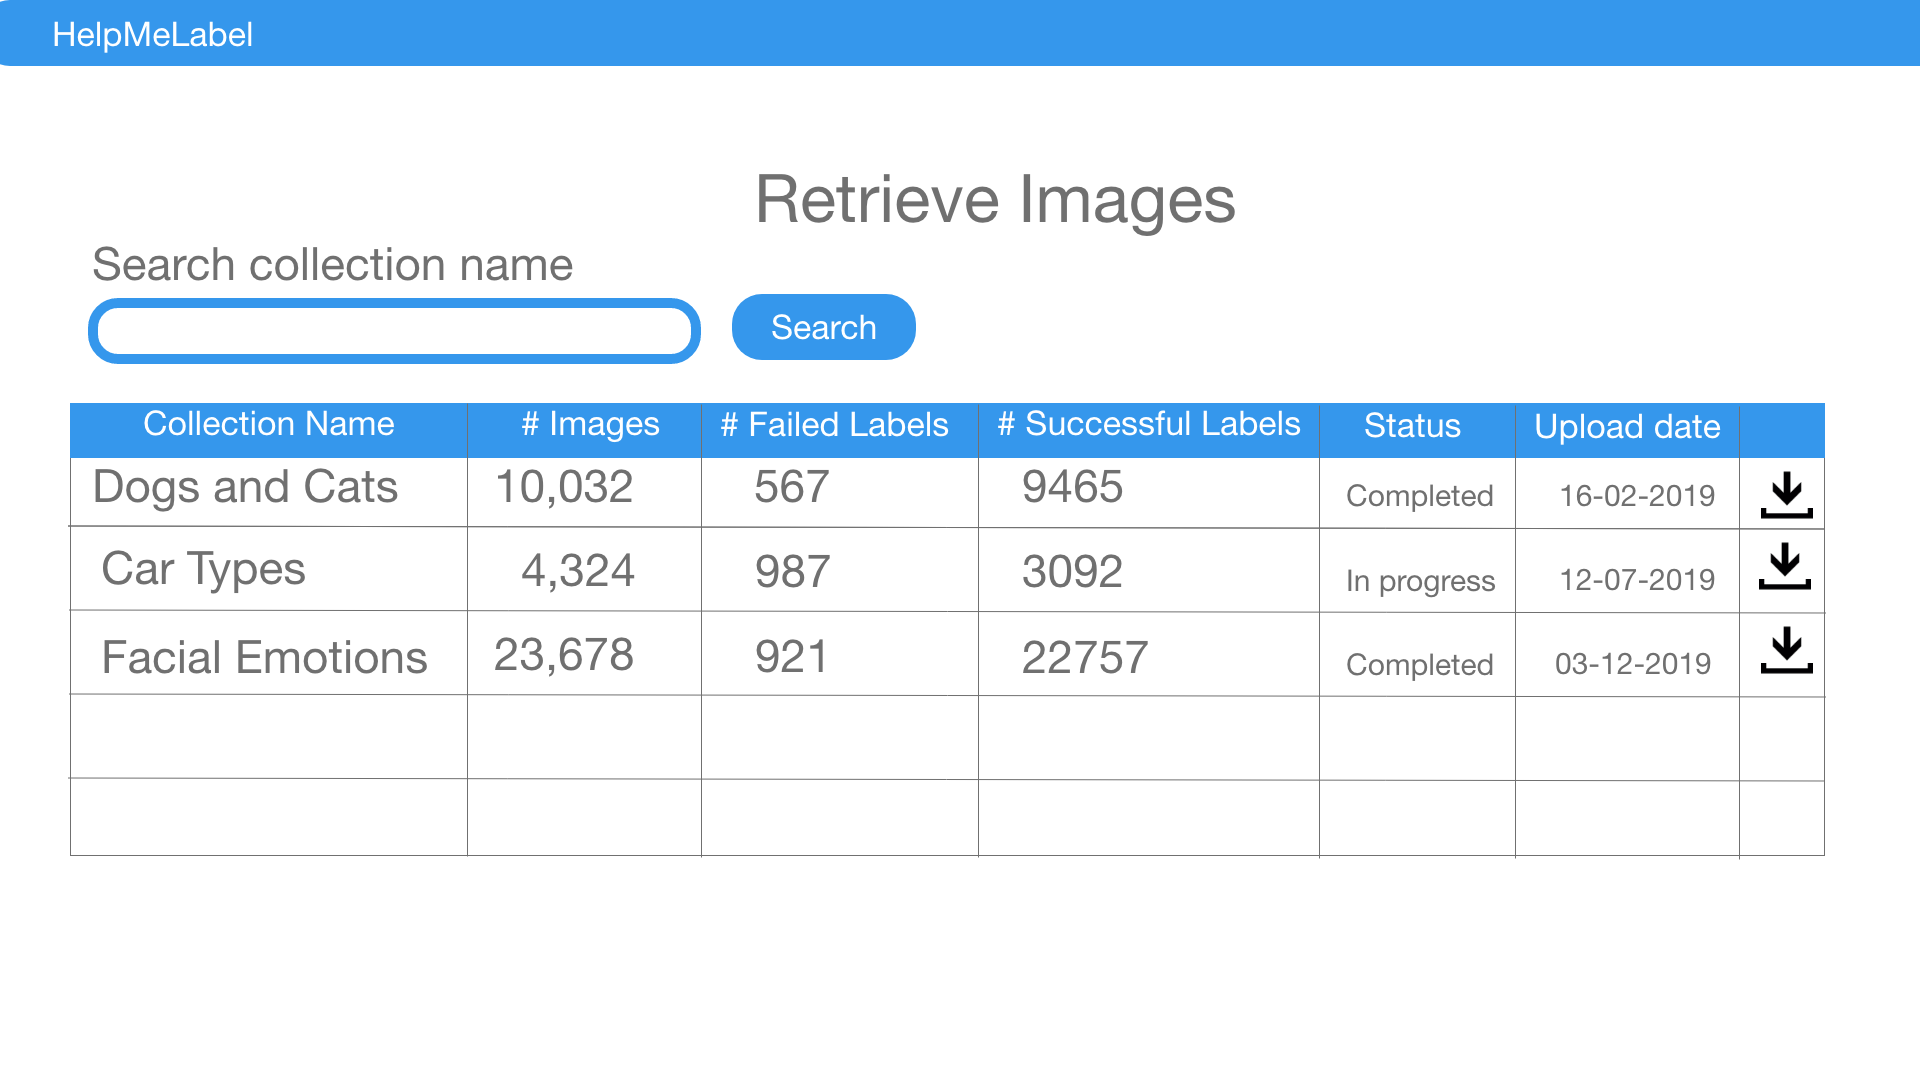 HelpMeLabel
Retrieve Images
Search collection name
Search
Collection Name # Images # Failed Labels # Successful Labels Status Upload date
Dogs and Cats 10,032 567 9465 Completed 16-02-2019
Car Types 4,324 987 3092 In progress 12-07-2019
Facial Emotions 23,678 921 22757 Completed 03-12-2019